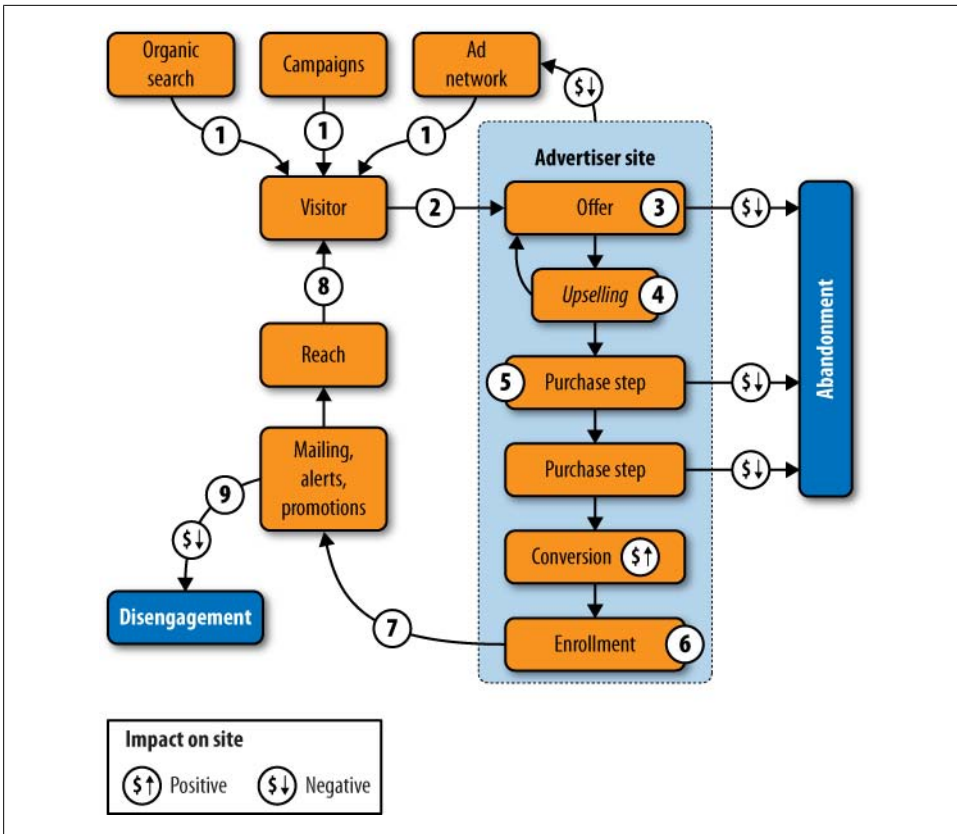 Organic
search
Campaigns
Ad
network
$↓
1
1
1
Advertiser site
Visitor
2
Offer
3
$↓
8
Upselling
4
Reach
5
Purchase step
$↓
Abandonment
Mailing,
alerts,
promotions
Purchase step
$↓
9
$↓
Conversion
$↑
Disengagement
7
Enrollment
6
Impact on site
$↑ Positive
$↓ Negative